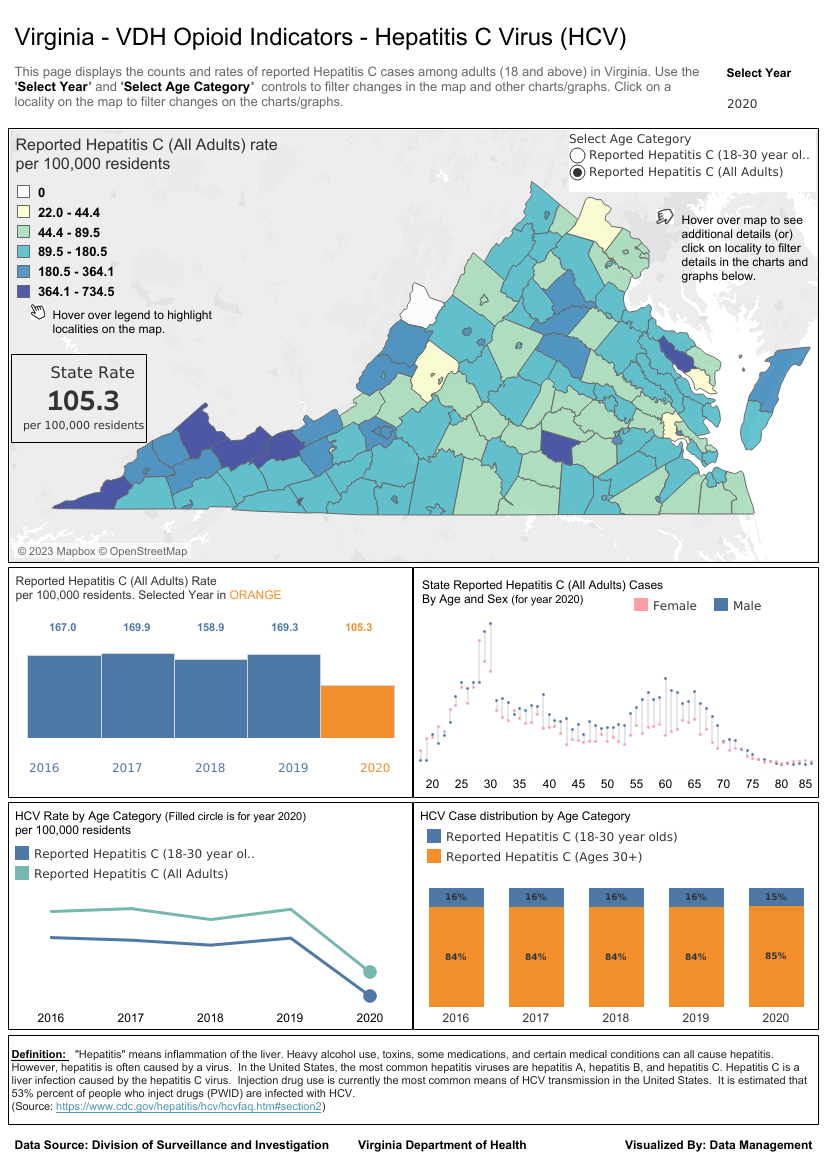 Virginia - VDH Opioid Indicators - Hepatitis C Virus (HCV)
This page displays the counts and rates of reported Hepatitis C cases among adults (18 and above) in Virginia. Use the
'Select Year' and 'Select Age Category'  controls to filter changes in the map and other charts/graphs. Click on a
locality on the map to filter changes on the charts/graphs.
Select Year
2020
Reported Hepatitis C (All Adults) rate
per 100,000 residents
0
22.0 - 44.4
44.4 - 89.5
89.5 - 180.5
180.5 - 364.1
364.1 - 734.5
Hover over legend to highlight
localities on the map.
Select Age Category
Reported Hepatitis C (18-30 year ol..
Reported Hepatitis C (All Adults)
Hover over map to see
additional details (or)
click on locality to filter
details in the charts and
graphs below.
State Rate
105.3
per 100,000 residents
© 2023 Mapbox © OpenStreetMap
Reported Hepatitis C (All Adults) Rate
per 100,000 residents. Selected Year in ORANGE
167.0 169.9 158.9 169.3 105.3
2016 2017 2018 2019 2020
State Reported Hepatitis C (All Adults) Cases
By Age and Sex (for year 2020)
Female Male
20 25 30 35 40 45 50 55 60 65 70 75 80 85
HCV Rate by Age Category (Filled circle is for year 2020)
per 100,000 residents
Reported Hepatitis C (18-30 year ol..
Reported Hepatitis C (All Adults)
2016 2017 2018 2019 2020
HCV Case distribution by Age Category
Reported Hepatitis C (18-30 year olds)
Reported Hepatitis C (Ages 30+)
16% 16% 16% 16% 15%
84% 84% 84% 84% 85%
2016 2017 2018 2019 2020
Definition:  "Hepatitis" means inflammation of the liver. Heavy alcohol use, toxins, some medications, and certain medical conditions can all cause hepatitis.
However, hepatitis is often caused by a virus.  In the United States, the most common hepatitis viruses are hepatitis A, hepatitis B, and hepatitis C. Hepatitis C is a
liver infection caused by the hepatitis C virus.  Injection drug use is currently the most common means of HCV transmission in the United States.  It is estimated that
53% percent of people who inject drugs (PWID) are infected with HCV.
(Source: https://www.cdc.gov/hepatitis/hcv/hcvfaq.htm#section2)
Data Source: Division of Surveillance and Investigation Virginia Department of Health Visualized By: Data Management